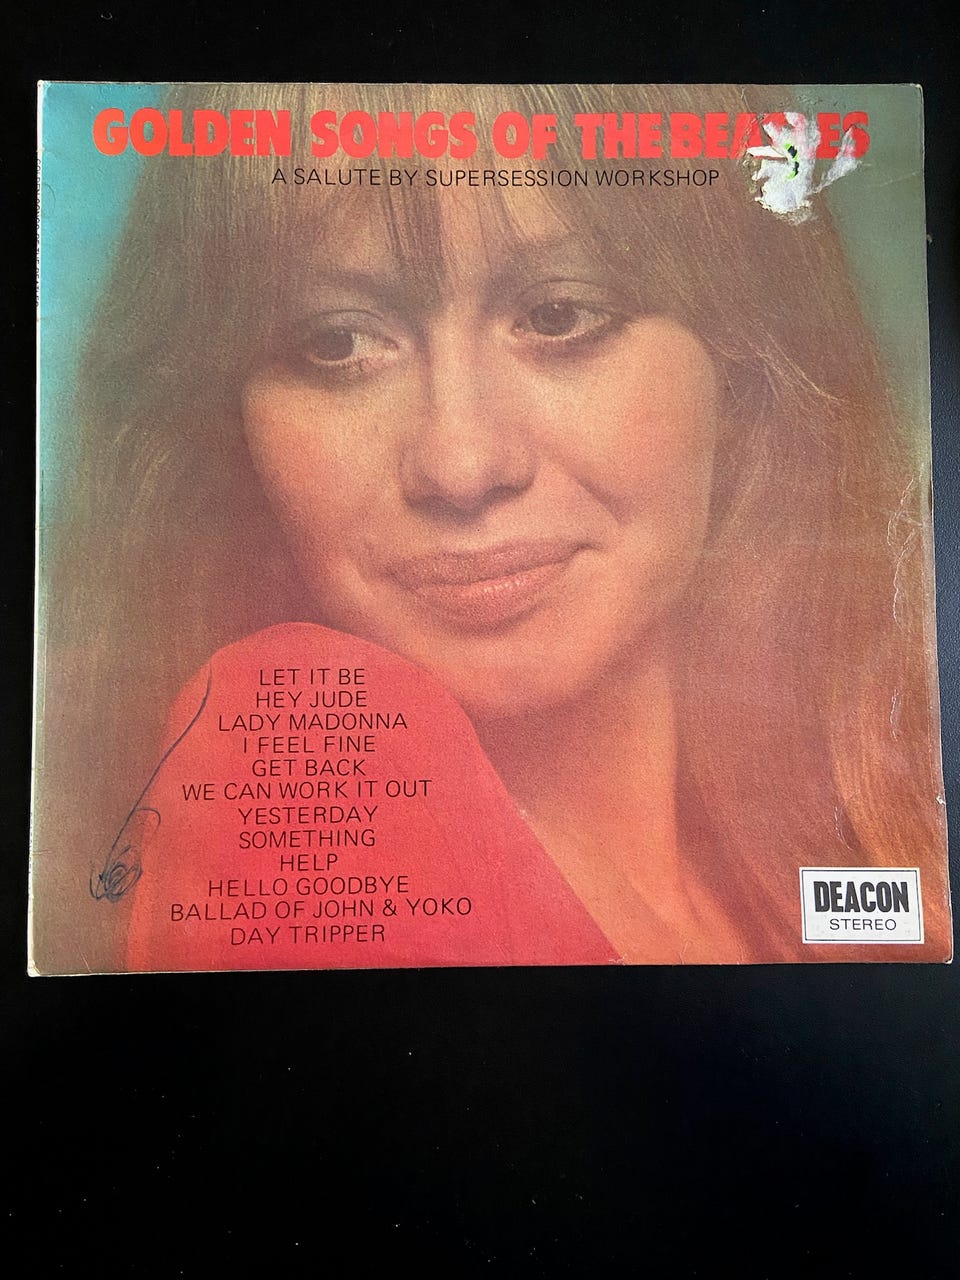 GOLDEN SONGS OF THE BEATLES
A SALUTE BY SUPERSESSION WORKSHOP
LET IT BE
HEY JUDE
LADY MADONNA
I FEEL FINE
GET BACK
WE CAN WORK IT OUT
YESTERDAY
SOMETHING
HELP
HELLO GOODBYE
BALLAD OF JOHN & YOKO
DAY TRIPPER
DEACON
STEREO